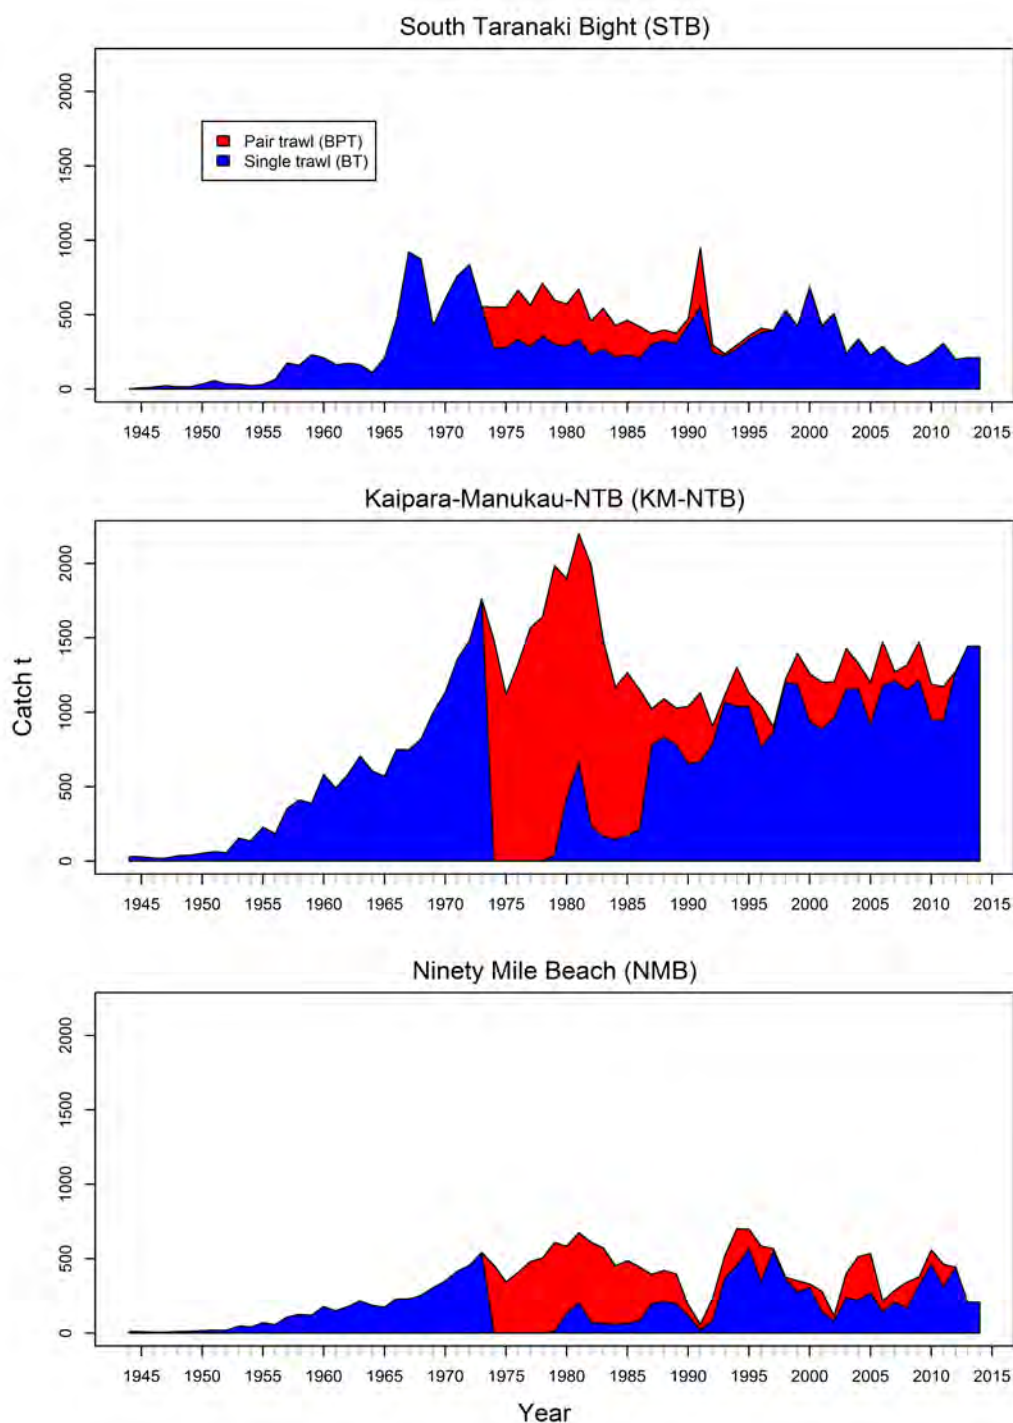 South Taranaki Bight (STB)
2000
1500
1000
500
0
Pair trawl (BPT)
Single trawl (BT)
1945 1950 1955 1960 1965 1970 1975 1980 1985 1990 1995 2000 2005 2010 2015
Kaipara-Manukau-NTB (KM-NTB)
2000
1500
1000
500
0
Catch t
1945 1950 1955 1960 1965 1970 1975 1980 1985 1990 1995 2000 2005 2010 2015
Ninety Mile Beach (NMB)
2000
1500
1000
500
0
1945 1950 1955 1960 1965 1970 1975 1980 1985 1990 1995 2000 2005 2010 2015
Year